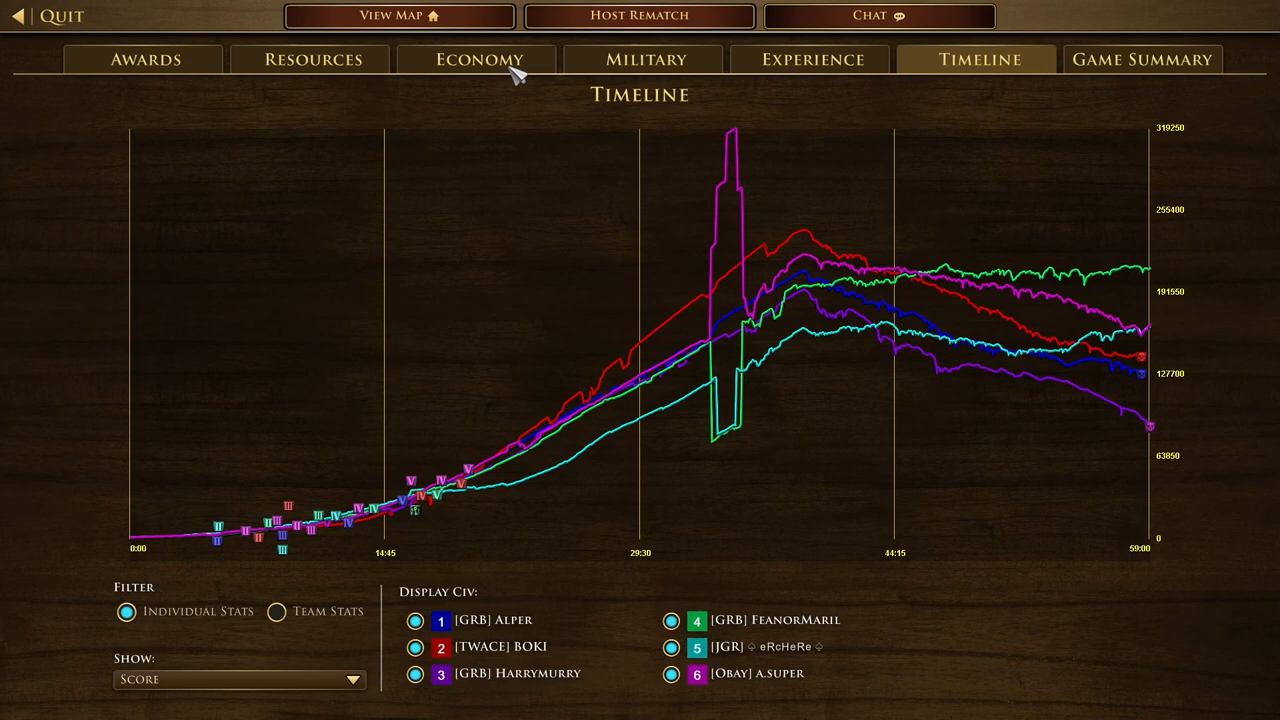 QUIT
VIEW MAP
HOST REMATCH
CHAT
AWARDS
RESOURCES
ECONOMY
MILITARY
EXPERIENCE
TIMELINE
GAME SUMMARY
TIMELINE
319250
255400
191550
127700
63850
0
0:00
14:45
29:30
44:15
59:00
FILTER
INDIVIDUAL STATS
TEAM STATS
SHOW:
SCORE
DISPLAY CIV:
1 [GRB] ALPER
2 [TWACE] BOKI
3 [GRB] HARRYMURRY
4 [GRB] FEANORMARIL
5 [JGR] ♤ eRcHeRe ♤
6 [OBAY] A.SUPER